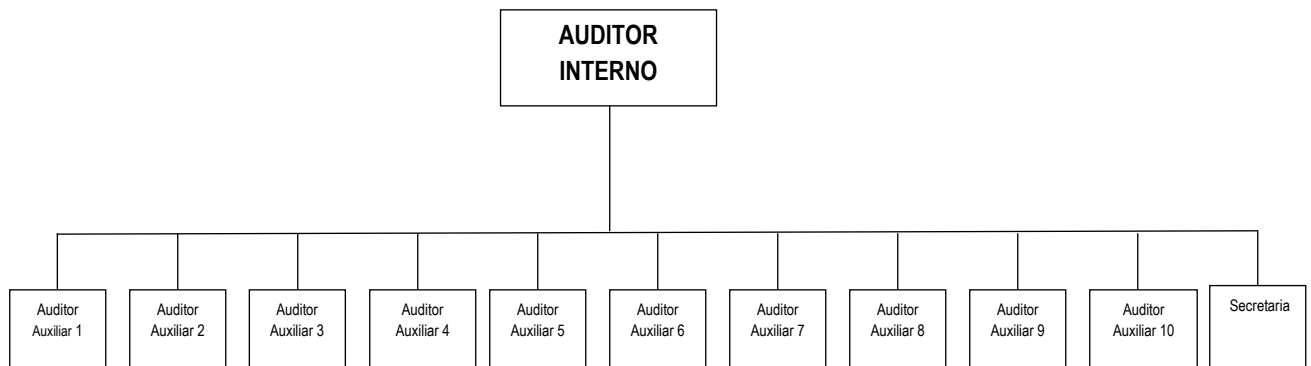 AUDITOR
INTERNO
Auditor
Auxiliar 1
Auditor
Auxiliar 2
Auditor
Auxiliar 3
Auditor
Auxiliar 4
Auditor
Auxiliar 5
Auditor
Auxiliar 6
Auditor
Auxiliar 7
Auditor
Auxiliar 8
Auditor
Auxiliar 9
Auditor
Auxiliar 10
Secretaria